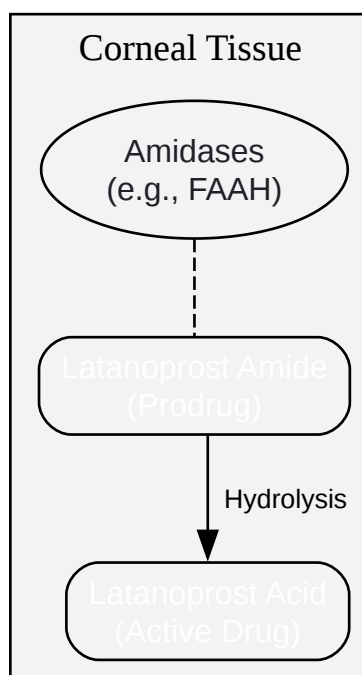 Corneal Tissue
Amidases
(e.g., FAAH)
Latanoprost Amide
(Prodrug)
Hydrolysis
Latanoprost Acid
(Active Drug)